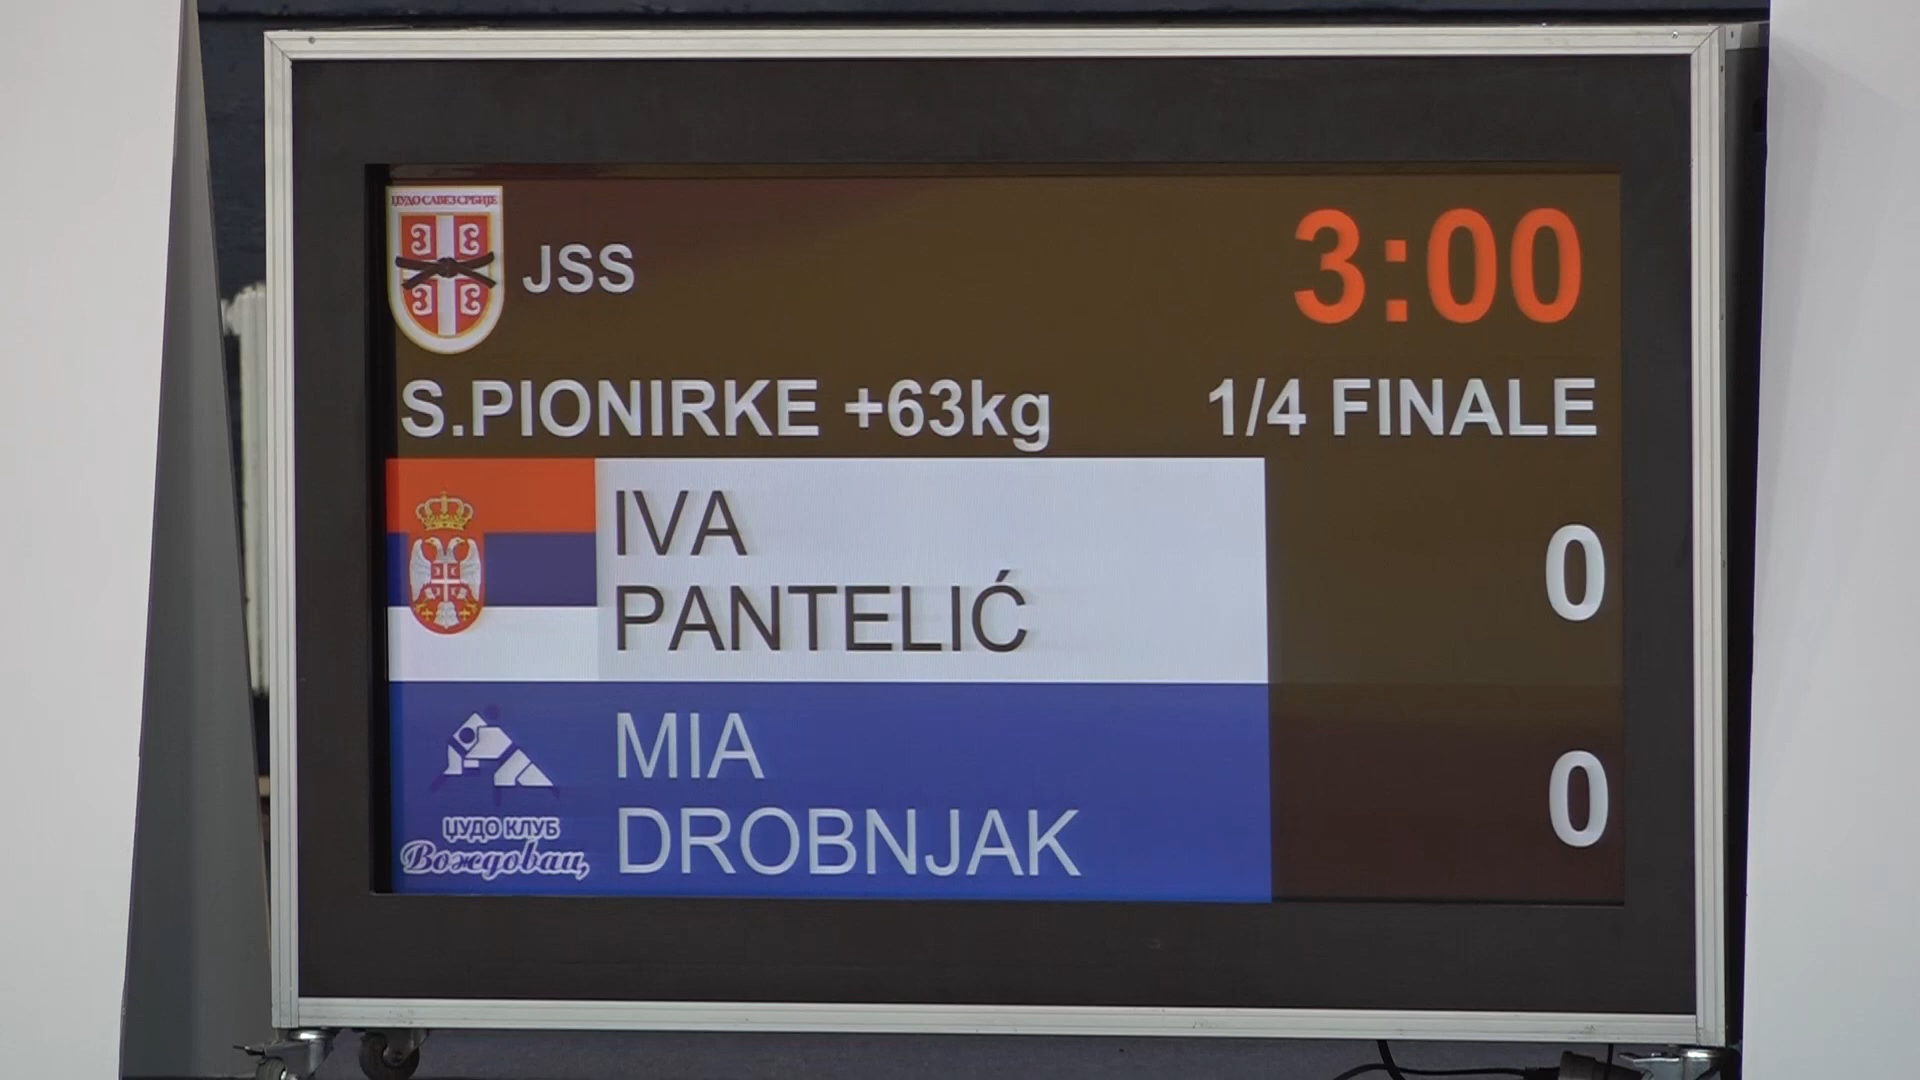 ЏУДО САВЕЗ СРБИЈЕ
JSS
3:00
S.PIONIRKE +63kg
1/4 FINALE
IVA
PANTELIĆ
0
MIA
DROBNJAK
0
ЏУДО КЛУБ
Вождовац